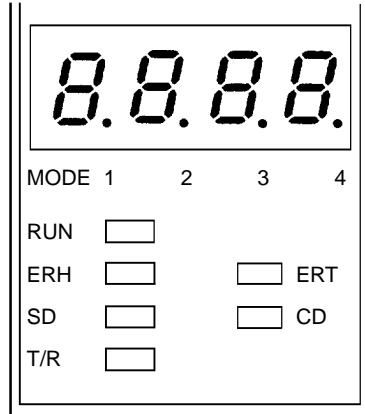 8.8.8.8.
MODE 1 2 3 4
RUN
ERH ERT
SD CD
T/R